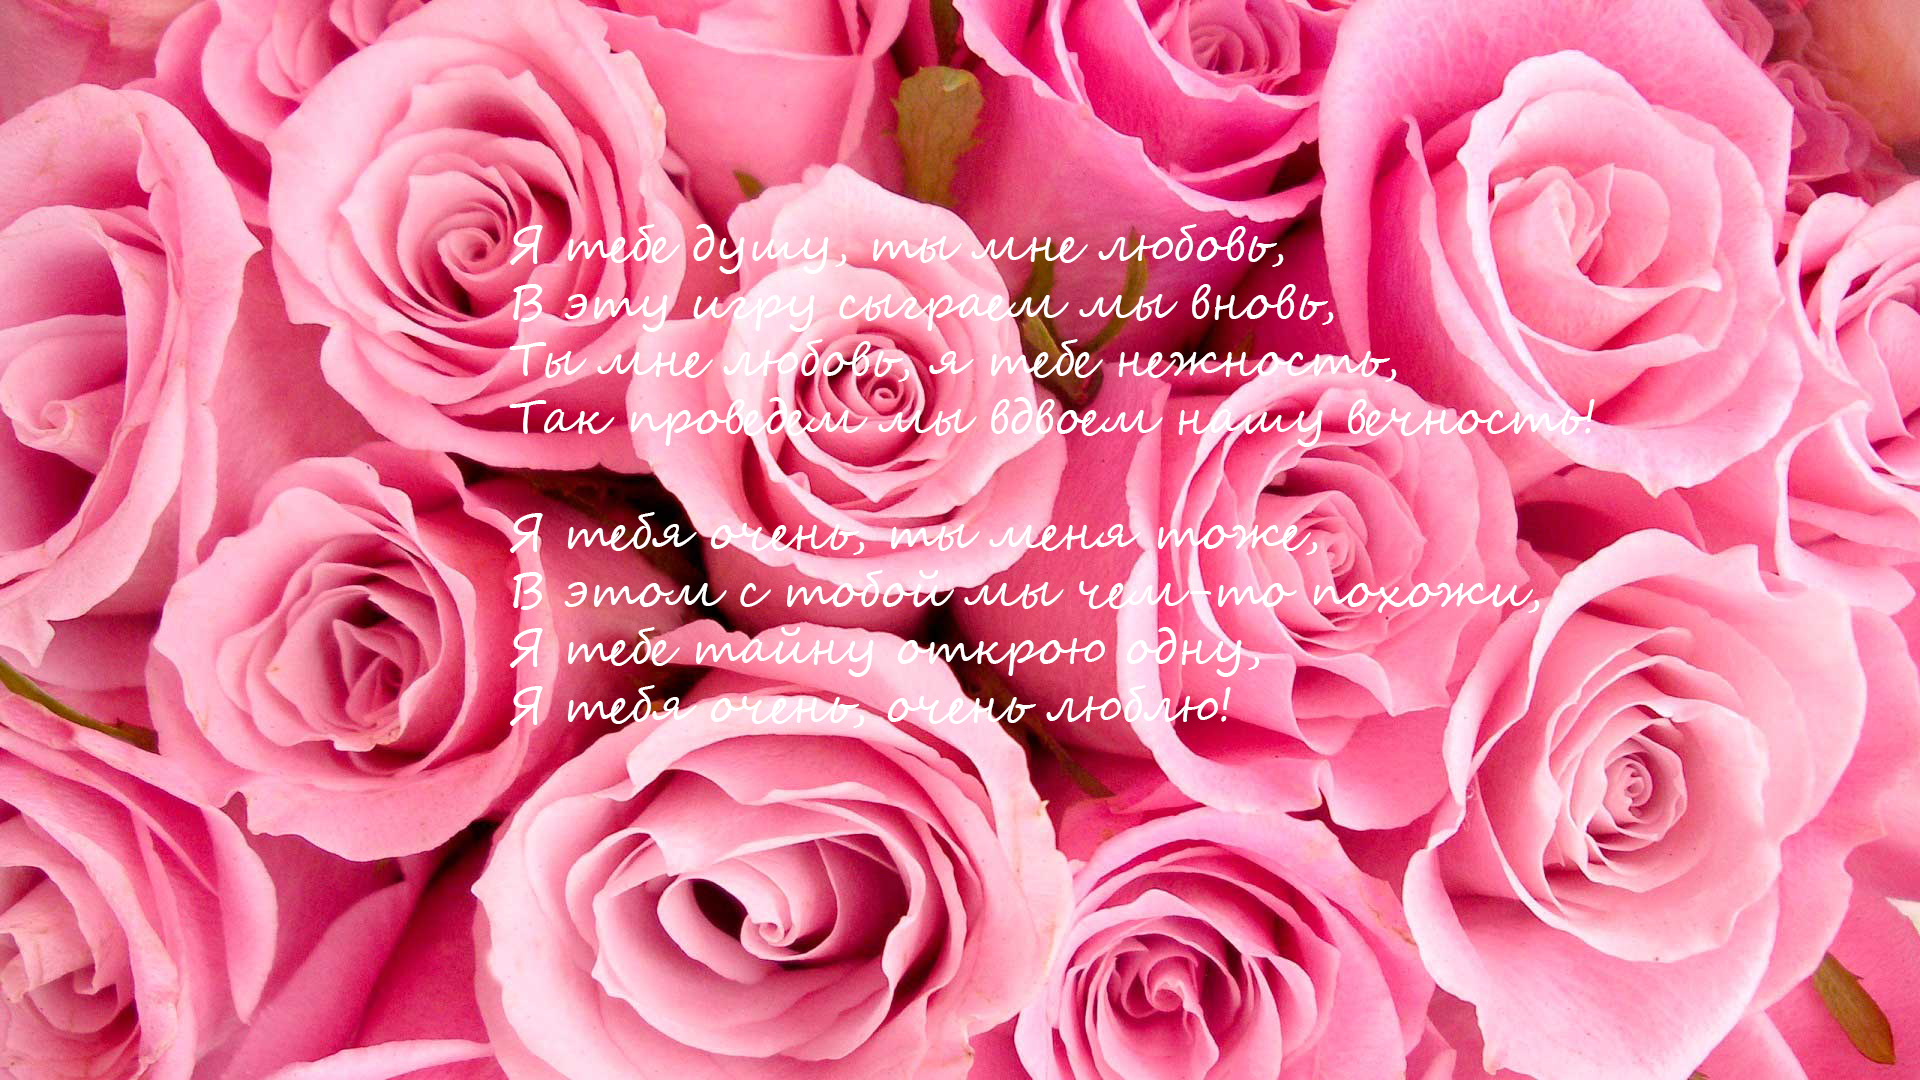 Я тебе душу, ты мне любовь,
В эту игру сыграем мы вновь,
Ты мне любовь, я тебе нежность,
Так проведем мы вдвоем нашу вечность!
Я тебя очень, ты меня тоже,
В этом с тобой мы чем-то похожи,
Я тебе тайну открою одну,
Я тебя очень, очень люблю!